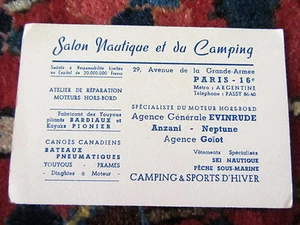 Salon Nautique et du Camping
Société à Responsabilité Limitée
au Capital de 20.000.000 Francs
29, Avenue de la Grande-Armée
PARIS - 16e
Métro : ARGENTINE
Téléphone : PASSY 86-40
ATELIER DE RÉPARATION
MOTEURS HORS-BORD
Fabricant des Youyous
pliants BARDIAUX et
Kayaks PIONIER
CANOES CANADIENS
BATEAUX
PNEUMATIQUES
YOUYOUS - PRAMES
- Dinghies à Moteur -
SPÉCIALISTE DU MOTEUR HORS-BORD
Agence Générale EVINRUDE
Anzani - Neptune
Agence Goïot
Vêtements Spécialisés
SKI NAUTIQUE
PÊCHE SOUS-MARINE
CAMPING & SPORTS D'HIVER